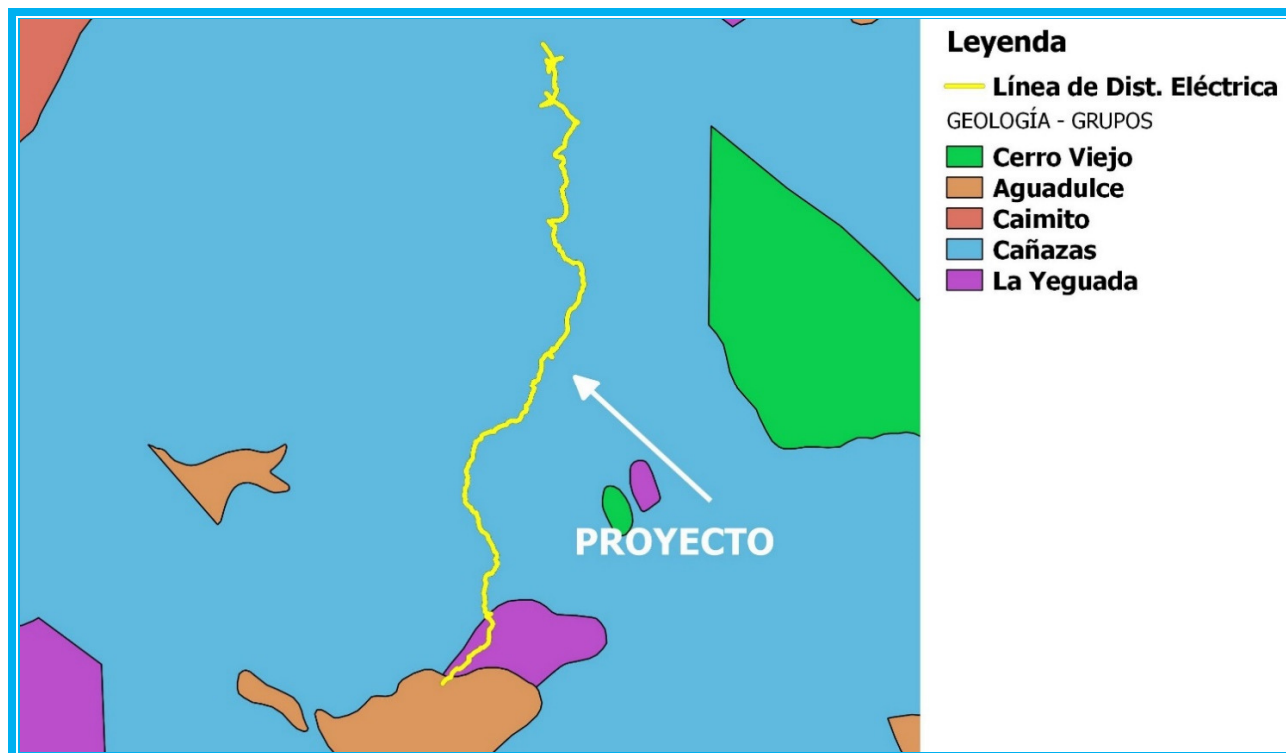 Leyenda
Línea de Dist. Eléctrica
GEOLOGÍA - GRUPOS
Cerro Viejo
Aguadulce
Caimito
Cañazas
La Yeguada
PROYECTO